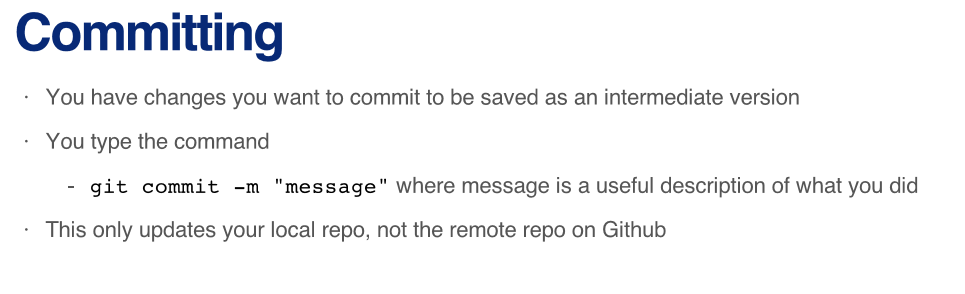 Committing
· You have changes you want to commit to be saved as an intermediate version
· You type the command
- git commit -m "message" where message is a useful description of what you did
· This only updates your local repo, not the remote repo on Github